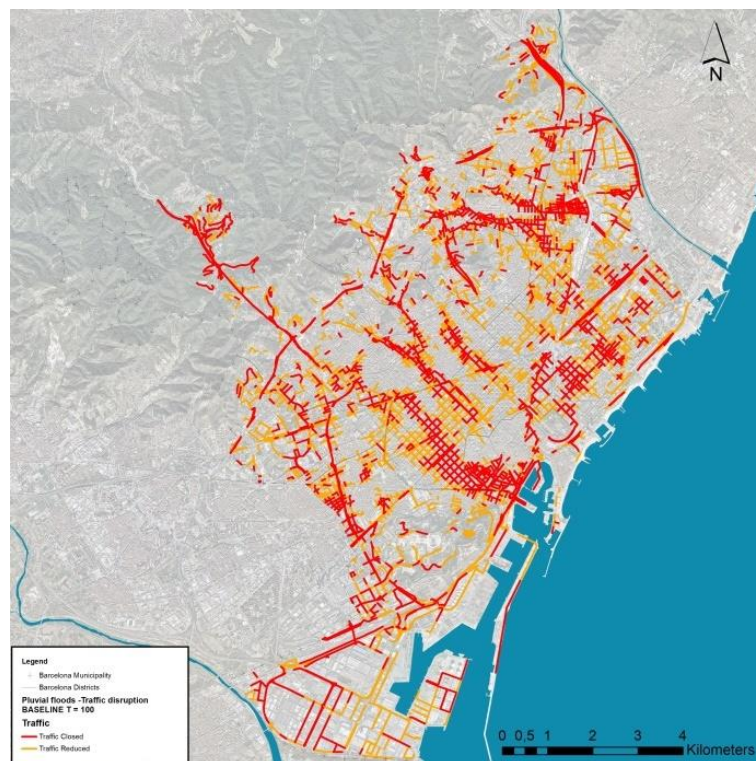 N
Legend
Barcelona Municipality
Barcelona Districts
Pluvial floods -Traffic disruption
BASELINE T = 100
Traffic
Traffic Closed
Traffic Reduced
0 0,5 1 2 3 4
Kilometers